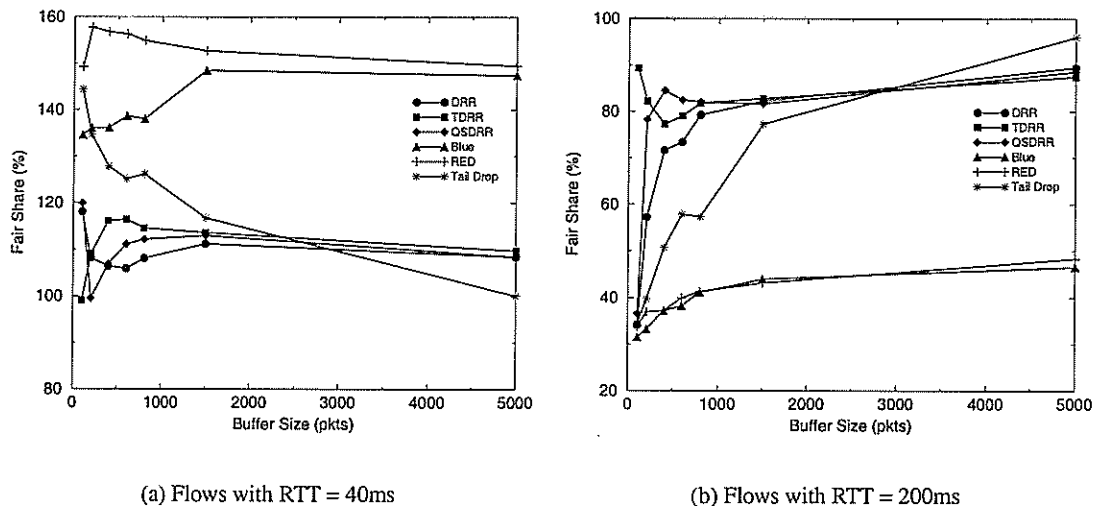 160
140
120
100
80
Fair Share (%)
0 1000 2000 3000 4000 5000
Buffer Size (pkts)
DRR
TDRR
QSDRR
Blue
RED
Tail Drop
(a) Flows with RTT = 40ms
100
80
60
40
20
Fair Share (%)
0 1000 2000 3000 4000 5000
Buffer Size (pkts)
DRR
TDRR
QSDRR
Blue
RED
Tail Drop
(b) Flows with RTT = 200ms